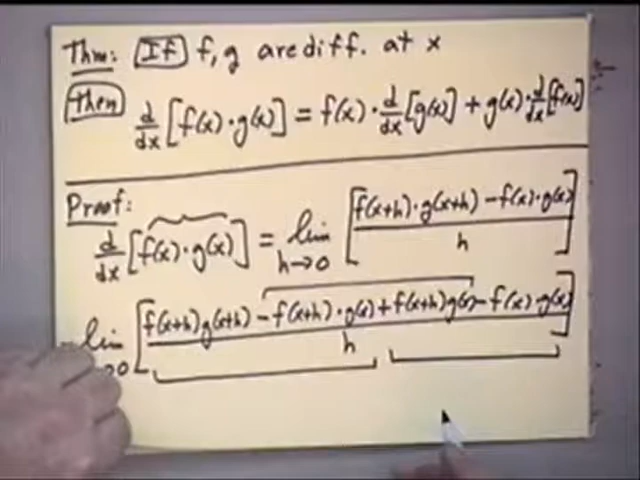 Thm: If f, g are diff. at x
then d/dx [f(x)·g(x)] = f(x)·d/dx [g(x)] + g(x)·d/dx [f(x)]
Proof:
d/dx [f(x)·g(x)] = lim h→0 [f(x+h)·g(x+h) − f(x)·g(x) / h]
lim →0 [f(x+h)g(x+h) − f(x+h)·g(x) + f(x+h)g(x) − f(x)·g(x) / h]